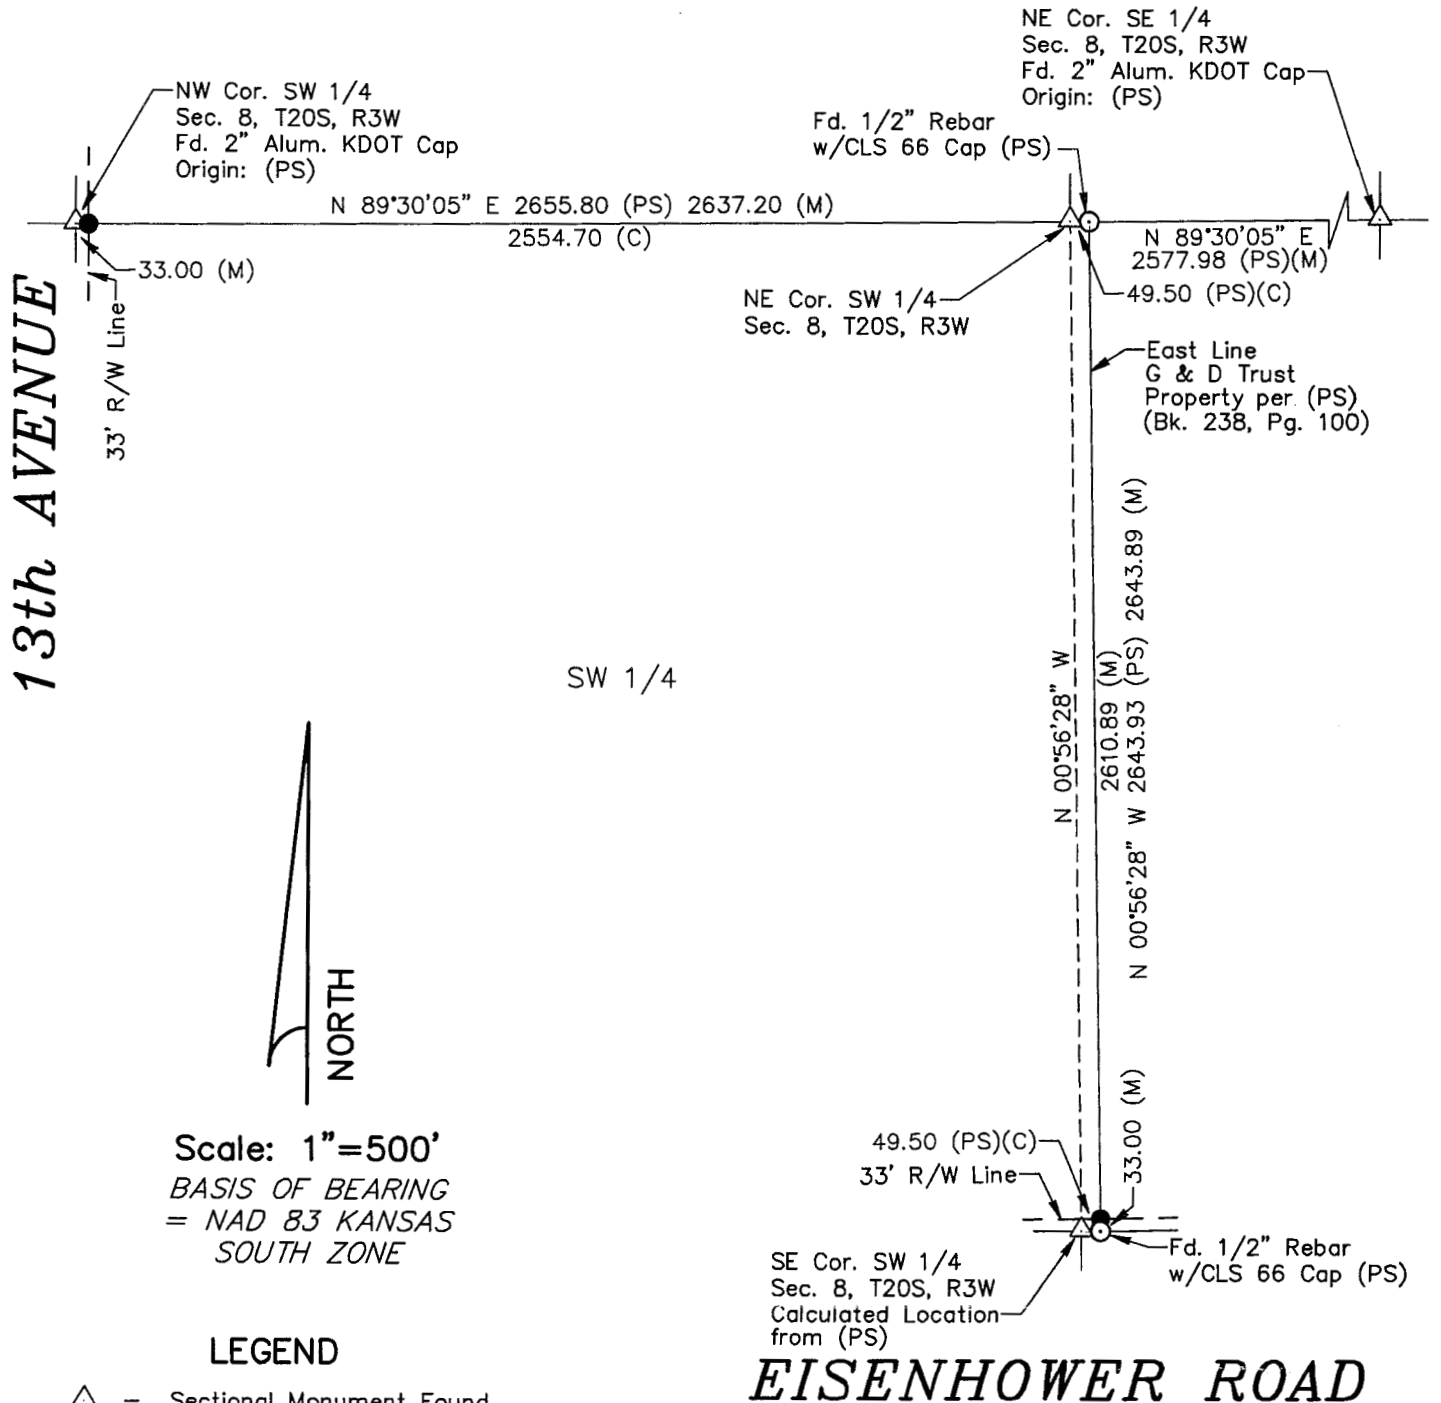 NE Cor. SE 1/4
Sec. 8, T20S, R3W
Fd. 2" Alum. KDOT Cap
Origin: (PS)
NW Cor. SW 1/4
Sec. 8, T20S, R3W
Fd. 2" Alum. KDOT Cap
Origin: (PS)
Fd. 1/2" Rebar
w/CLS 66 Cap (PS)
N 89°30'05" E 2655.80 (PS) 2637.20 (M)
2554.70 (C)
N 89°30'05" E
2577.98 (PS)(M)
33.00 (M)
49.50 (PS)(C)
NE Cor. SW 1/4
Sec. 8, T20S, R3W
33' R/W Line
13th AVENUE
East Line
G & D Trust
Property per (PS)
(Bk. 238, Pg. 100)
SW 1/4
N 00°56'28" W
2610.89 (M)
N 00°56'28" W 2643.93 (PS) 2643.89 (M)
NORTH
Scale: 1"=500'
BASIS OF BEARING
= NAD 83 KANSAS
SOUTH ZONE
33.00 (M)
49.50 (PS)(C)
33' R/W Line
Fd. 1/2" Rebar
w/CLS 66 Cap (PS)
SE Cor. SW 1/4
Sec. 8, T20S, R3W
Calculated Location
from (PS)
EISENHOWER ROAD
LEGEND
– Sectional Monument Found